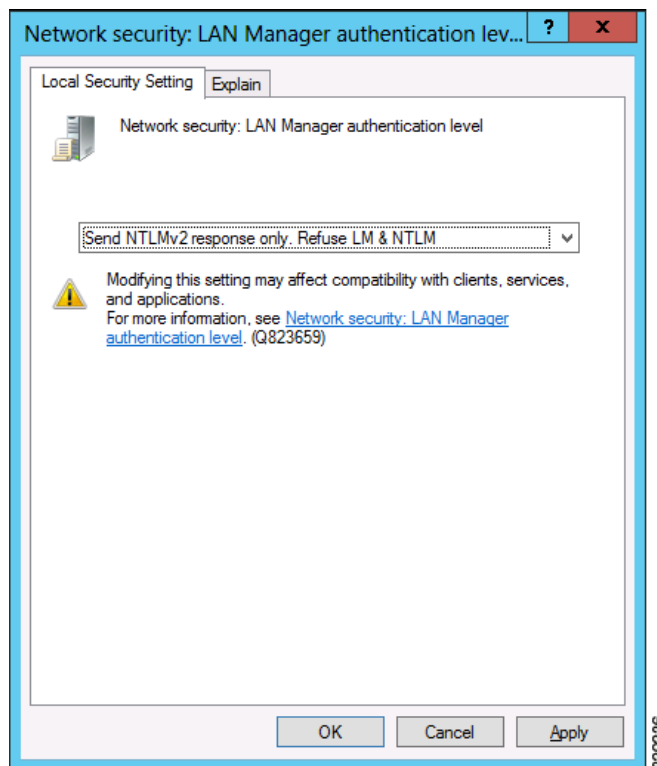 Network security: LAN Manager authentication lev...
?
x
Local Security Setting
Explain
Network security: LAN Manager authentication level
Send NTLMv2 response only. Refuse LM & NTLM
Modifying this setting may affect compatibility with clients, services,
and applications.
For more information, see Network security: LAN Manager
authentication level. (Q823659)
OK
Cancel
Apply